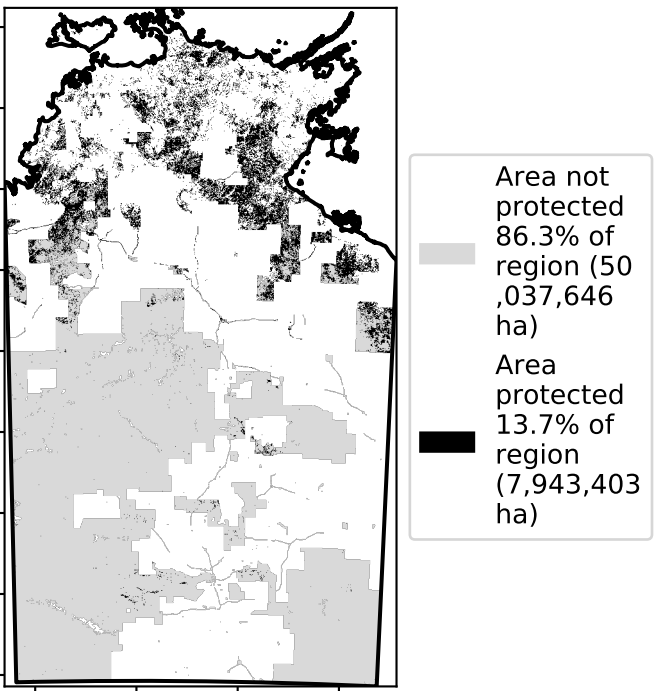 Area not
protected
86.3% of
region (50
,037,646
ha)
Area
protected
13.7% of
region
(7,943,403
ha)